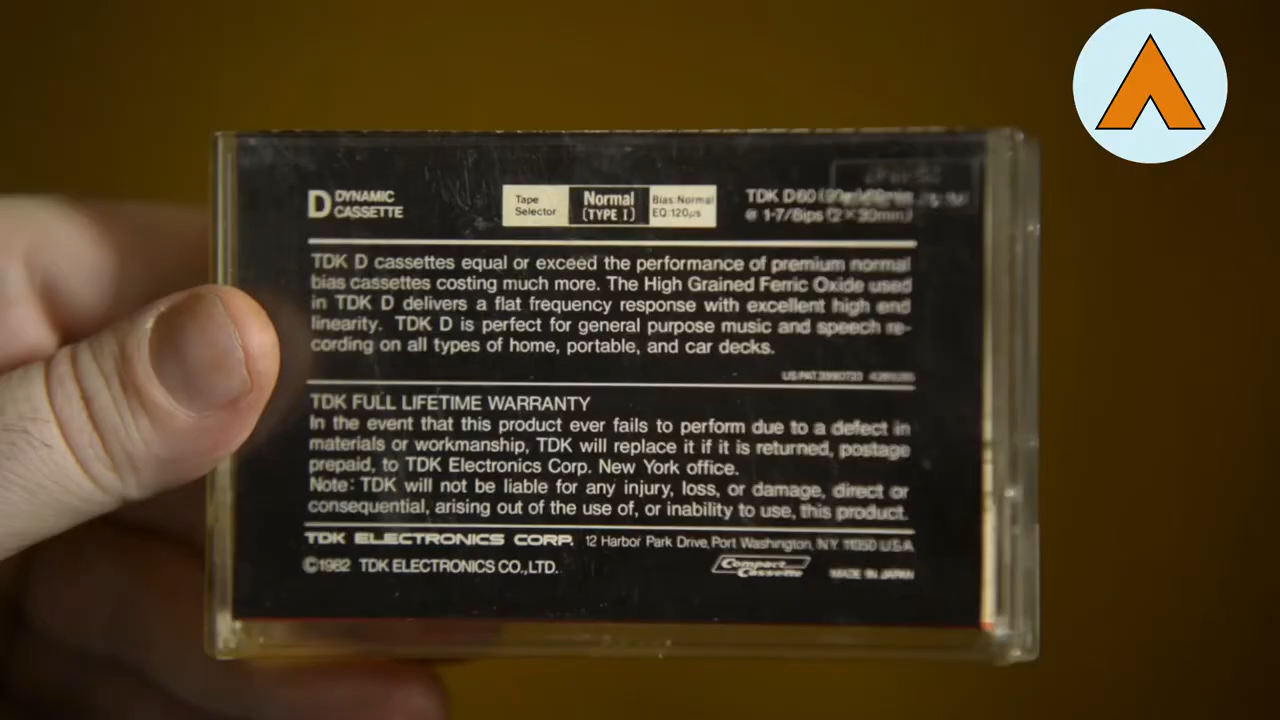 D DYNAMIC CASSETTE
Tape Selector Normal (TYPE I) Bias: Normal EQ: 120µs
TDK D60
@ 1-7/8ips (2×30min)
TDK D cassettes equal or exceed the performance of premium normal
bias cassettes costing much more. The High Grained Ferric Oxide used
in TDK D delivers a flat frequency response with excellent high end
linearity. TDK D is perfect for general purpose music and speech re-
cording on all types of home, portable, and car decks.
US PAT
TDK FULL LIFETIME WARRANTY
In the event that this product ever fails to perform due to a defect in
materials or workmanship, TDK will replace it if it is returned, postage
prepaid, to TDK Electronics Corp. New York office.
Note: TDK will not be liable for any injury, loss, or damage, direct or
consequential, arising out of the use of, or inability to use, this product.
TDK ELECTRONICS CORP. 12 Harbor Park Drive, Port Washington, N.Y. 11050 U.S.A.
©1982 TDK ELECTRONICS CO., LTD. Compact Cassette MADE IN JAPAN